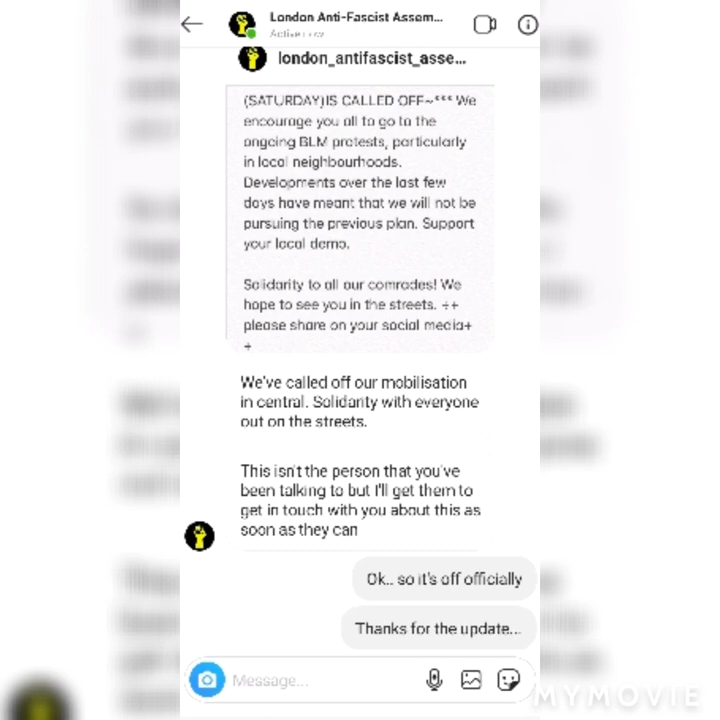 London Anti-Fascist Assem...
Active now
london_antifascist_asse...
(SATURDAY)IS CALLED OFF~*** We
encourage you all to go to the
ongoing BLM protests, particularly
in local neighbourhoods.
Developments over the last few
days have meant that we will not be
pursuing the previous plan. Support
your local demo.
Solidarity to all our comrades! We
hope to see you in the streets. ++
please share on your social media+
+
We've called off our mobilisation
in central. Solidarity with everyone
out on the streets.
This isn't the person that you've
been talking to but I'll get them to
get in touch with you about this as
soon as they can
Ok.. so it's off officially
Thanks for the update...
Message...
MYMOVIE